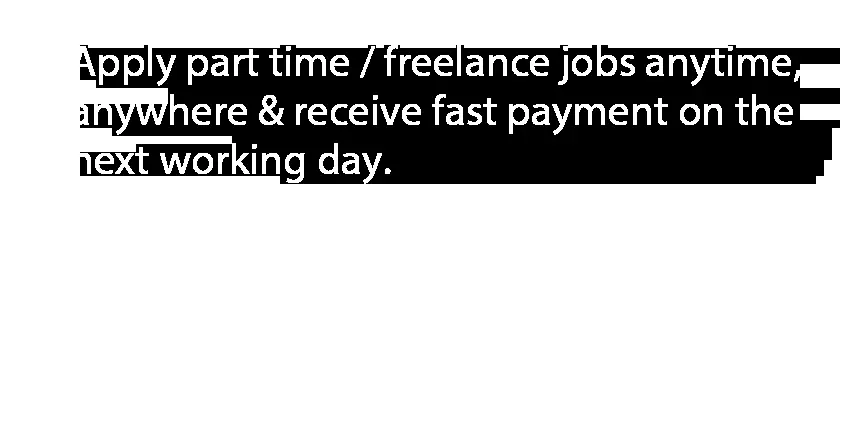 Apply part time / freelance jobs anytime,
anywhere & receive fast payment on the
next working day.